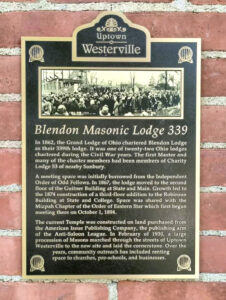 Uptown
Westerville
Blendon Masonic Lodge 339
In 1862, the Grand Lodge of Ohio chartered Blendon Lodge
as their 339th lodge. It was one of twenty-two Ohio lodges
chartered during the Civil War years. The first Master and
many of the charter members had been members of Charity
Lodge 53 of nearby Sunbury.
A meeting space was initially borrowed from the Independent
Order of Odd Fellows. In 1867, the lodge moved to the second
floor of the Guitner Building at State and Main. Growth led to
the 1874 construction of a third-floor addition to the Robinson
Building at State and College. Space was shared with the
Mizpah Chapter of the Order of Eastern Star which first began
meeting there on October 1, 1894.
The current Temple was constructed on land purchased from
the American Issue Publishing Company, the publishing arm
of the Anti-Saloon League. In February of 1931, a large
procession of Masons marched through the streets of Uptown
Westerville to the new site and laid the cornerstone. Over the
years, community outreach has included renting
space to churches, pre-schools, and businesses.